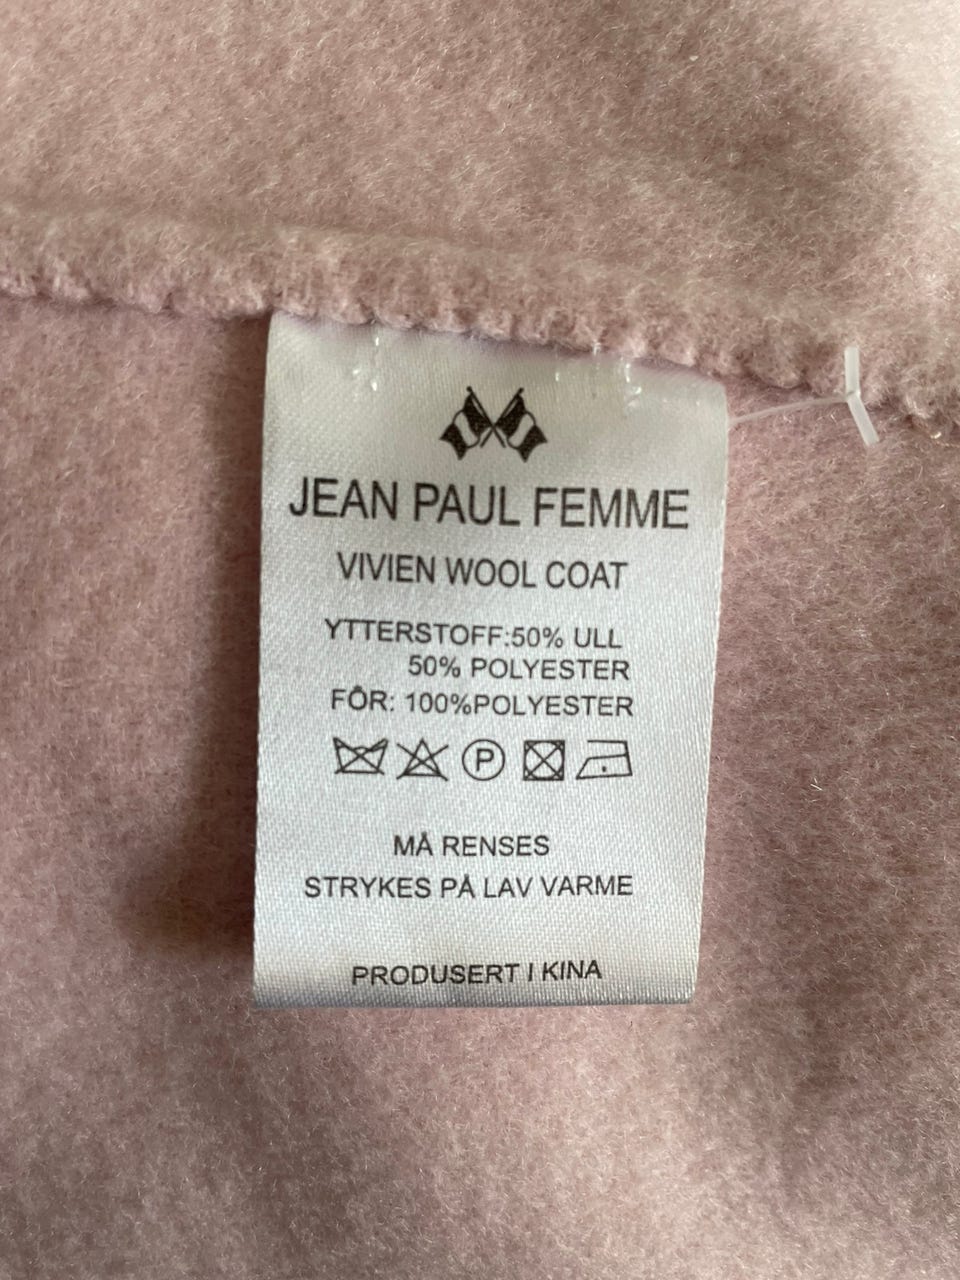 JEAN PAUL FEMME
VIVIEN WOOL COAT
YTTERSTOFF:50% ULL
50% POLYESTER
FÔR: 100%POLYESTER
P
MÅ RENSES
STRYKES PÅ LAV VARME
PRODUSERT I KINA